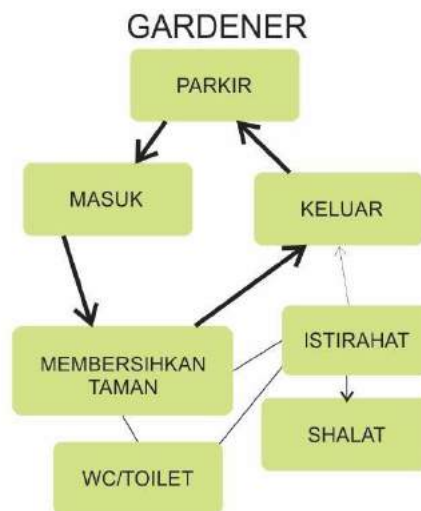 GARDENER
PARKIR
MASUK
KELUAR
MEMBERSIHKAN
TAMAN
ISTIRAHAT
SHALAT
WC/TOILET